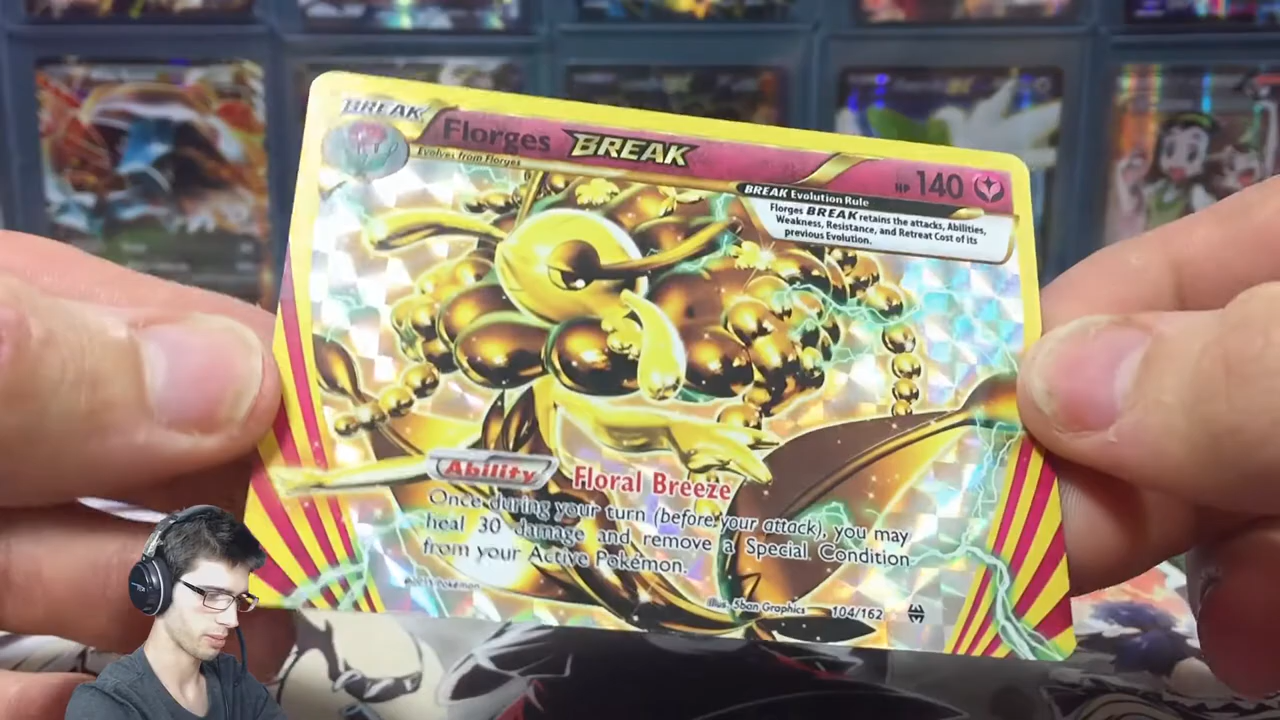 BREAK
Florges BREAK
HP 140
Evolves from Florges
BREAK Evolution Rule
Florges BREAK retains the attacks, Abilities,
Weakness, Resistance, and Retreat Cost of its
previous Evolution.
Ability Floral Breeze
Once during your turn (before your attack), you may
heal 30 damage and remove a Special Condition
from your Active Pokémon.
©2015 Pokémon
Illus. 5ban Graphics 104/162